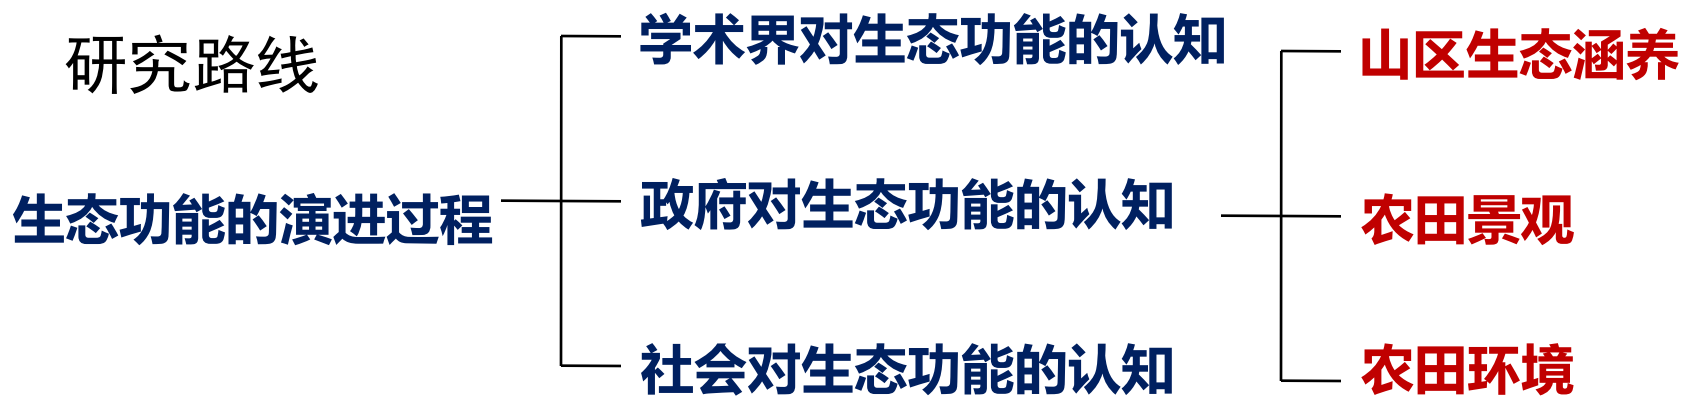 研究路线
生态功能的演进过程
学术界对生态功能的认知
政府对生态功能的认知
社会对生态功能的认知
山区生态涵养
农田景观
农田环境